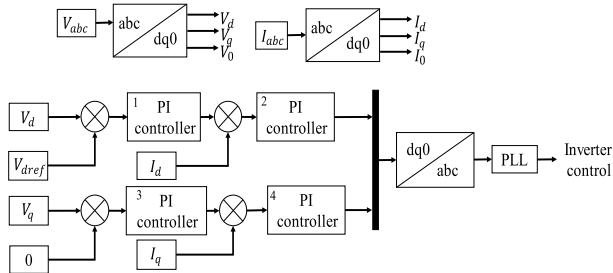 V_abc
abc
dq0
V_d
V_q
V_0
I_abc
abc
dq0
I_d
I_q
I_0
V_d
V_dref
1
PI
controller
I_d
2
PI
controller
V_q
0
3
PI
controller
I_q
4
PI
controller
dq0
abc
PLL
Inverter
control